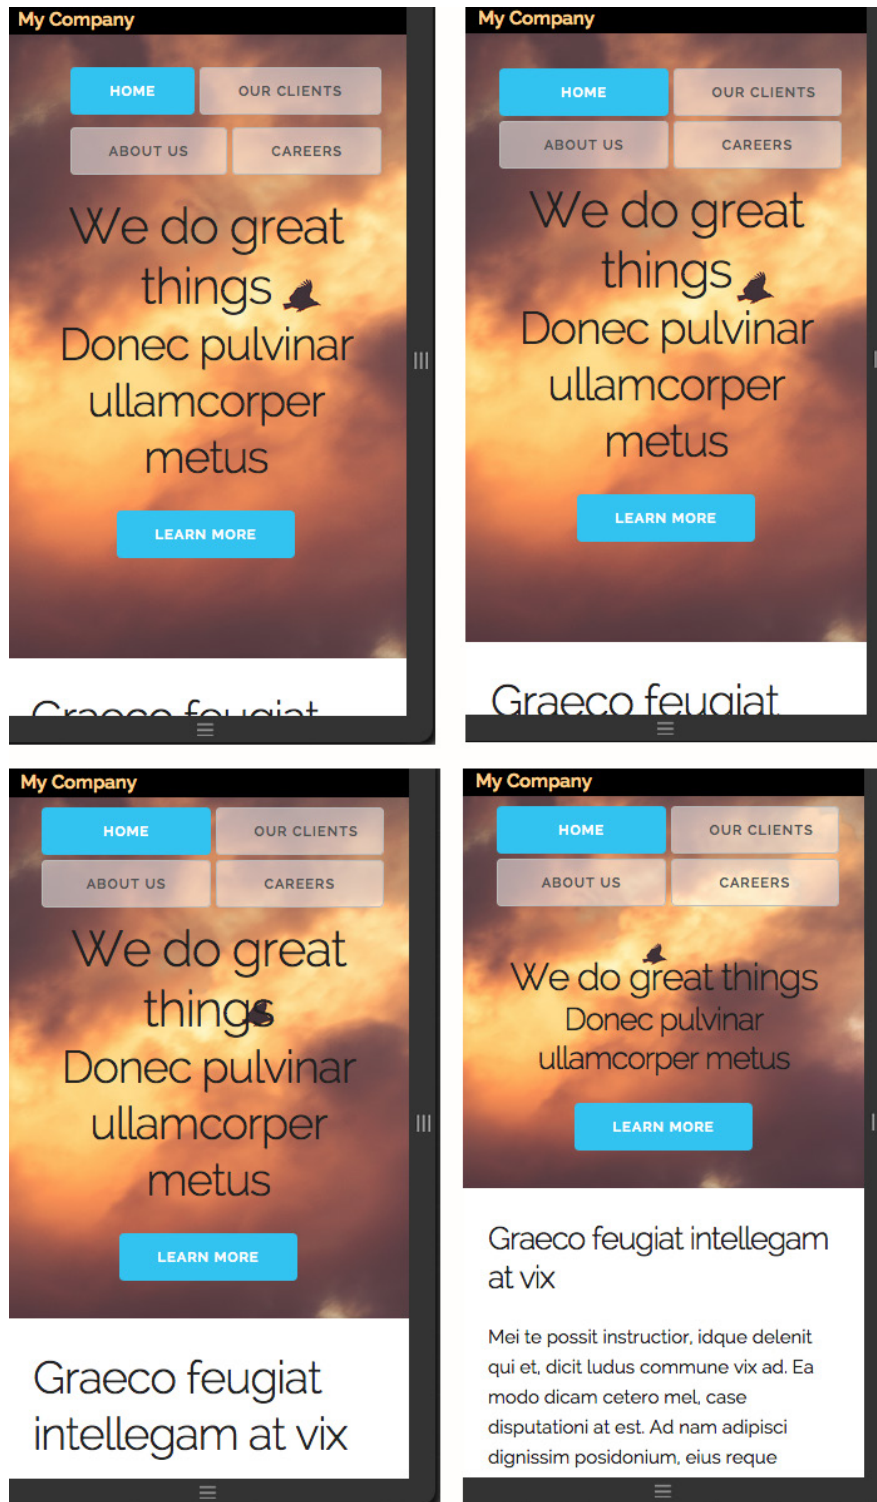 My Company
HOME
OUR CLIENTS
ABOUT US
CAREERS
We do great
things
Donec pulvinar
ullamcorper
metus
LEARN MORE
Graeco feugiat
My Company
HOME
OUR CLIENTS
ABOUT US
CAREERS
We do great
things
Donec pulvinar
ullamcorper
metus
LEARN MORE
Graeco feugiat
My Company
HOME
OUR CLIENTS
ABOUT US
CAREERS
We do great
things
Donec pulvinar
ullamcorper
metus
LEARN MORE
Graeco feugiat
intellegam at vix
My Company
HOME
OUR CLIENTS
ABOUT US
CAREERS
We do great things
Donec pulvinar
ullamcorper metus
LEARN MORE
Graeco feugiat intellegam
at vix
Mei te possit instructior, idque delenit
qui et, dicit ludus commune vix ad. Ea
modo dicam cetero mel, case
disputationi at est. Ad nam adipisci
dignissim posidonium, eius reque